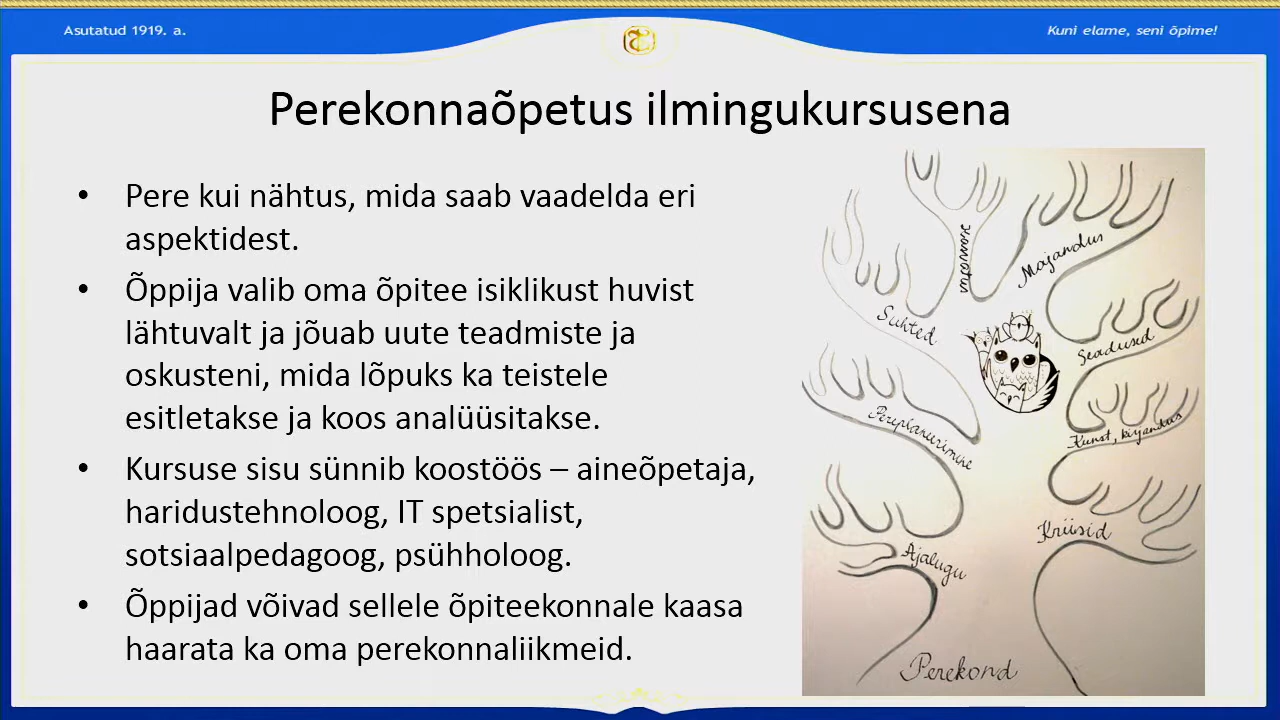 Asutatud 1919. a.
Kuni elame, seni õpime!
Perekonnaõpetus ilmingukursusena
• Pere kui nähtus, mida saab vaadelda eri
aspektidest.
• Õppija valib oma õpitee isiklikust huvist
lähtuvalt ja jõuab uute teadmiste ja
oskusteni, mida lõpuks ka teistele
esitletakse ja koos analüüsitakse.
• Kursuse sisu sünnib koostöös – aineõpetaja,
haridustehnoloog, IT spetsialist,
sotsiaalpedagoog, psühholoog.
• Õppijad võivad sellele õpiteekonnale kaasa
haarata ka oma perekonnaliikmeid.
Majandus
Suhted
Seadused
Pereplaneerimine
Kunst, kirjandus
Kriisid
Ajalugu
Perekond